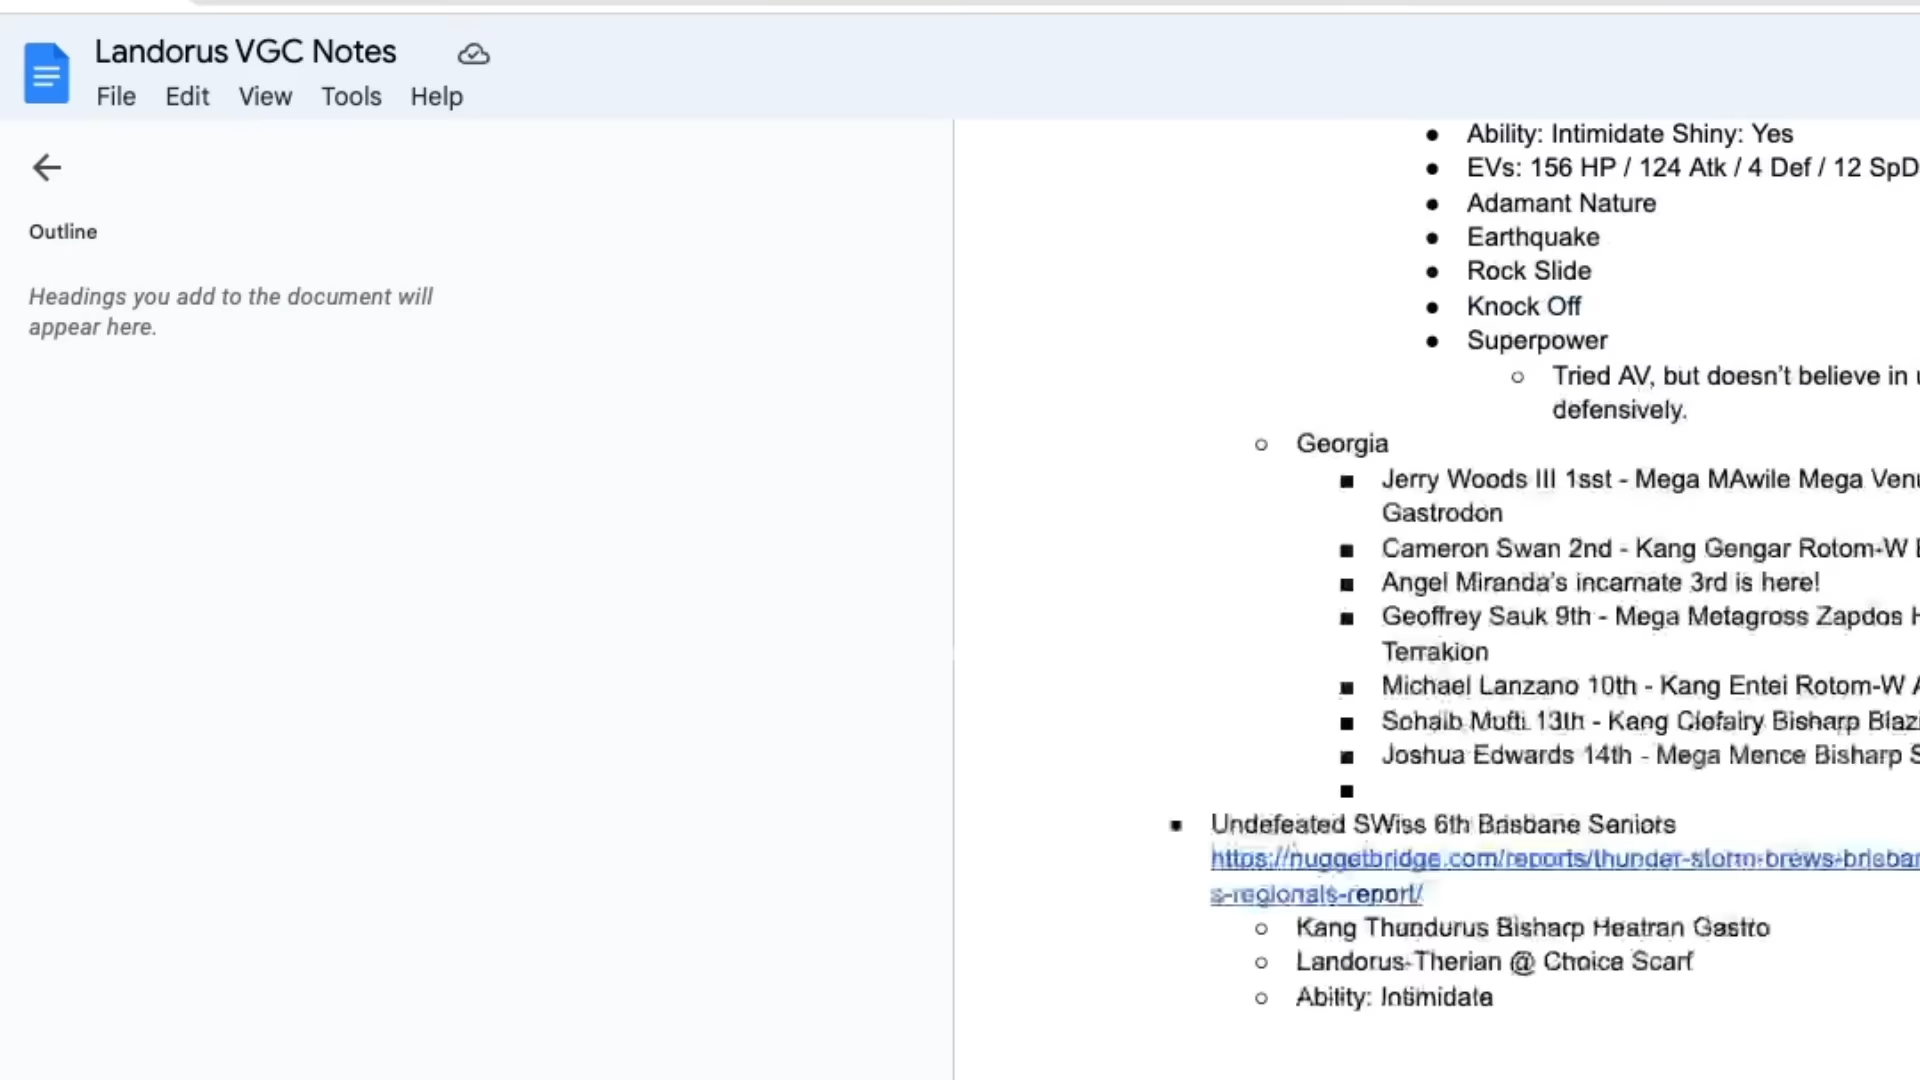 Landorus VGC Notes
File Edit View Tools Help
Outline
Headings you add to the document will
appear here.
Ability: Intimidate Shiny: Yes
EVs: 156 HP / 124 Atk / 4 Def / 12 SpD
Adamant Nature
Earthquake
Rock Slide
Knock Off
Superpower
Tried AV, but doesn't believe in
defensively.
Georgia
Jerry Woods III 1sst - Mega MAwile Mega
Gastrodon
Cameron Swan 2nd - Kang Gengar Rotom-W
Angel Miranda's incarnate 3rd is here!
Geoffrey Sauk 9th - Mega Metagross Zapdos
Terrakion
Michael Lanzano 10th - Kang Entei Rotom-W
Sohaib Mufti 13th - Kang Clefairy Bisharp
Joshua Edwards 14th - Mega Mence Bisharp
Undefeated SWiss 6th Brisbane Seniors
https://nuggetbridge.com/reports/thunder-storm-brews-brisban
s-regionals-report/
Kang Thundurus Bisharp Heatran Gastro
Landorus-Therian @ Choice Scarf
Ability: Intimidate